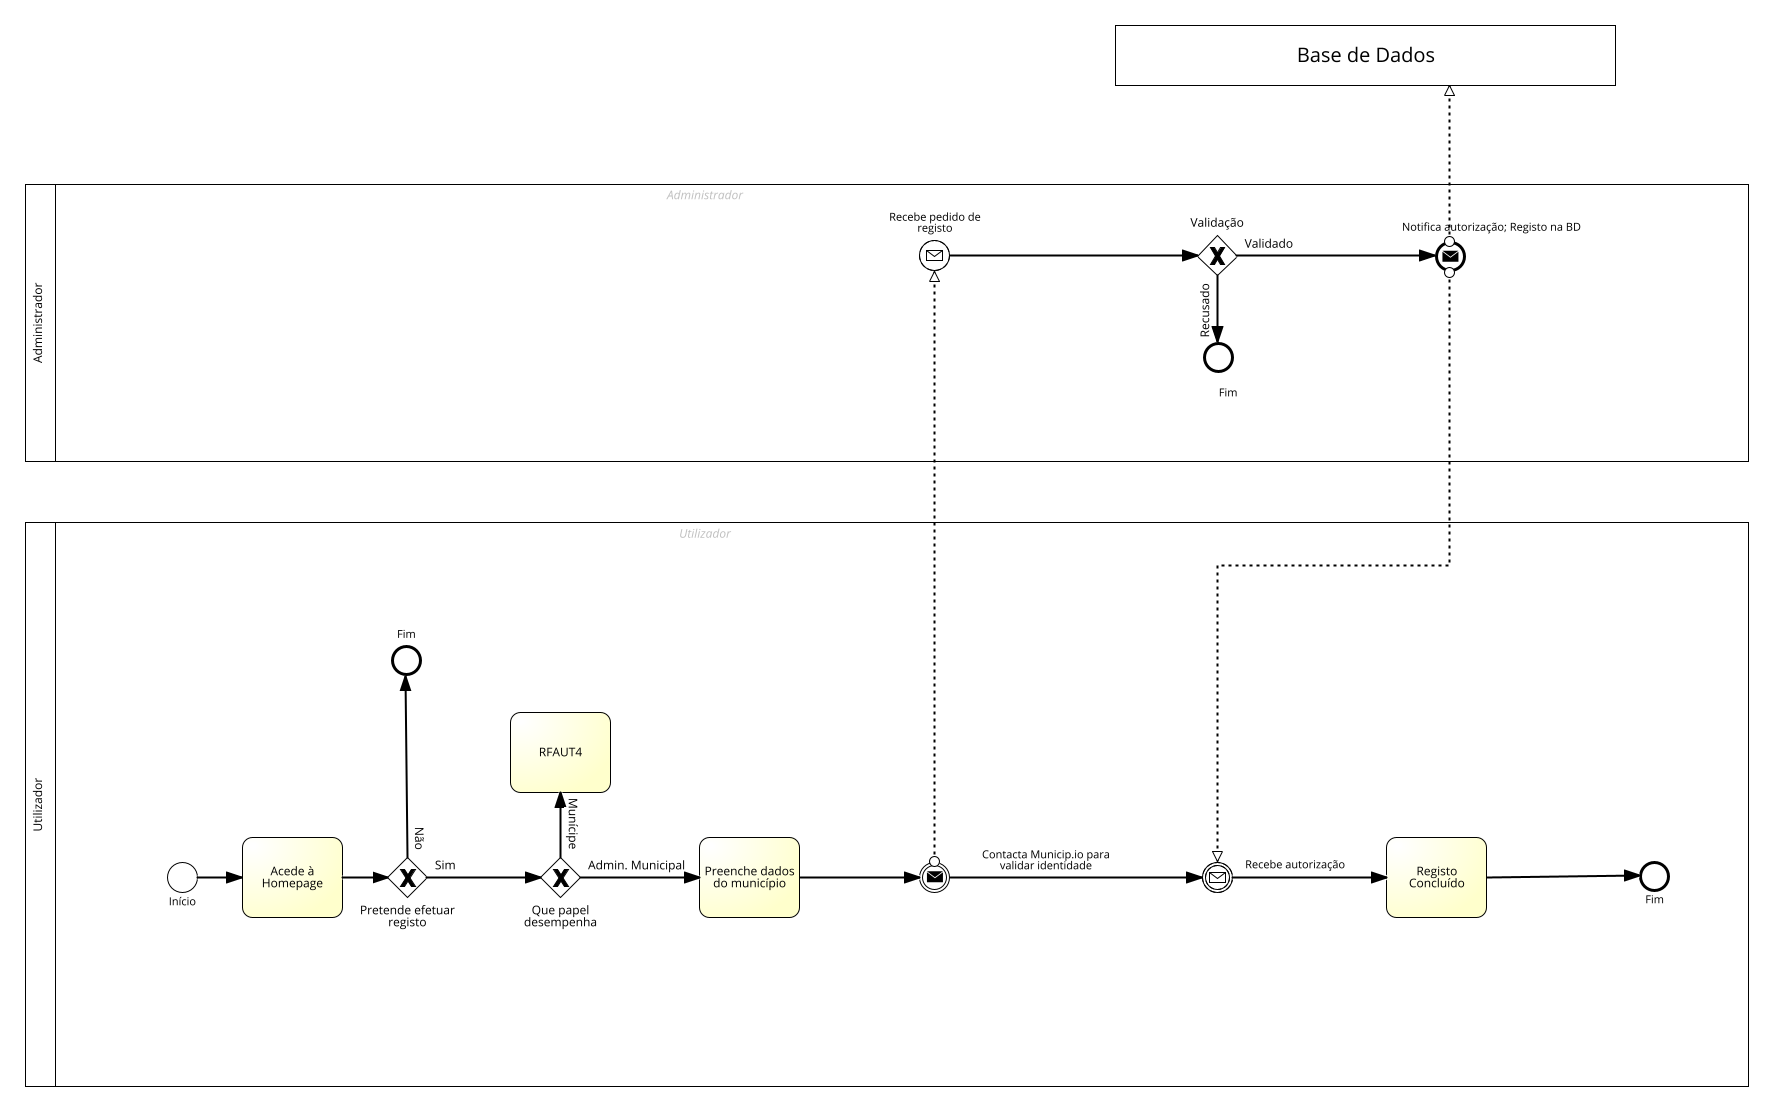 Base de Dados
Administrador
Administrador
Recebe pedido de
registo
Validação
Validado
Notifica autorização; Registo na BD
Recusado
Fim
Utilizador
Utilizador
Fim
RFAUT4
Munícipe
Não
Sim
Admin. Municipal
Início
Acede à
Homepage
Pretende efetuar
registo
Que papel
desempenha
Preenche dados
do município
Contacta Municip.io para
validar identidade
Recebe autorização
Registo
Concluído
Fim